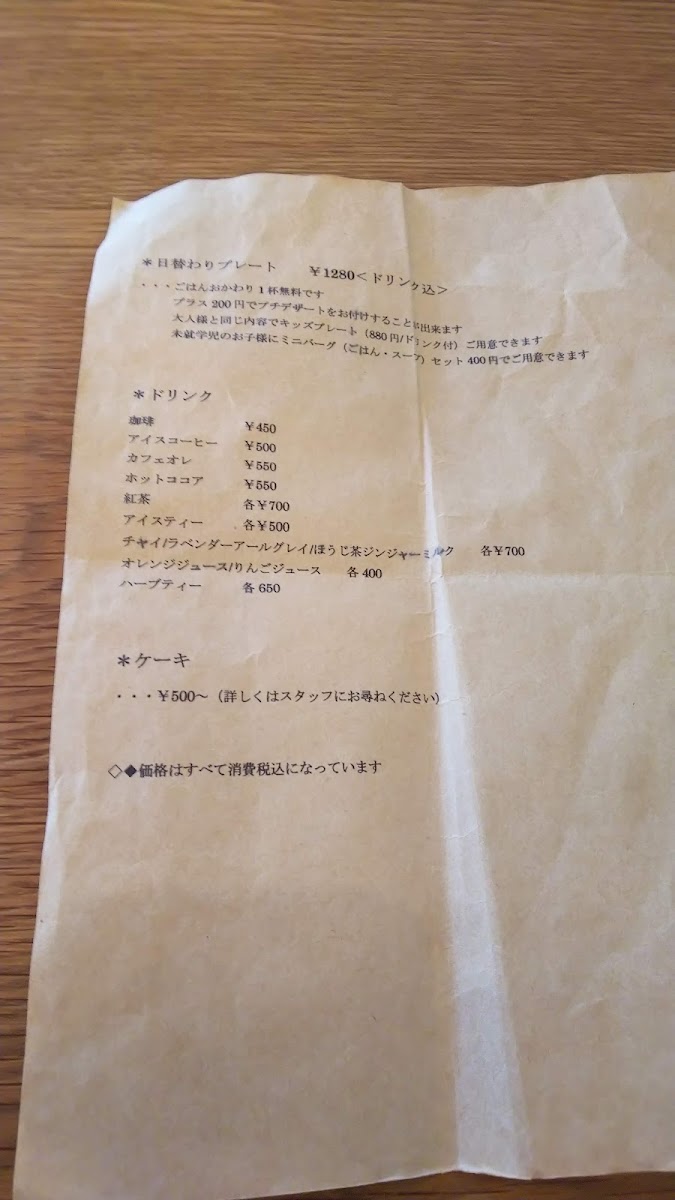 ＊日替わりプレート　￥1280＜ドリンク込＞
・・・ごはんおかわり1杯無料です
プラス200円でプチデザートをお付けすることも出来ます
大人様と同じ内容でキッズプレート（880円/ドリンク付）ご用意できます
未就学児のお子様にミニバーグ（ごはん・スープ）セット400円でご用意できます
＊ドリンク
珈琲　￥450
アイスコーヒー　￥500
カフェオレ　￥550
ホットココア　￥550
紅茶　各￥700
アイスティー　各￥500
チャイ/ラベンダーアールグレイ/ほうじ茶ジンジャーミルク　各￥700
オレンジジュース/りんごジュース　各400
ハーブティー　各650
＊ケーキ
・・・￥500～（詳しくはスタッフにお尋ねください）
◇◆価格はすべて消費税込になっています